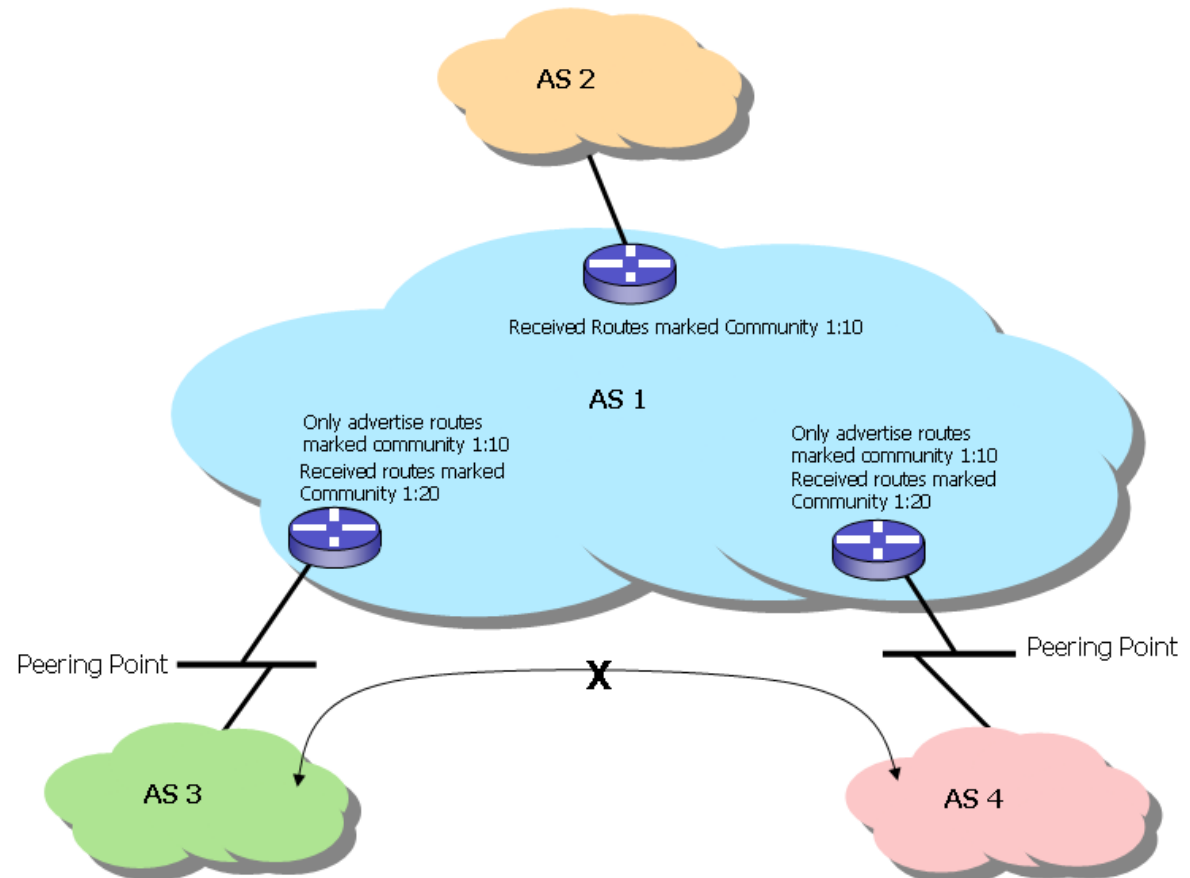 AS 2
Received Routes marked Community 1:10
AS 1
Only advertise routes
marked community 1:10
Received routes marked
Community 1:20
Only advertise routes
marked community 1:10
Received routes marked
Community 1:20
Peering Point
Peering Point
X
AS 3
AS 4